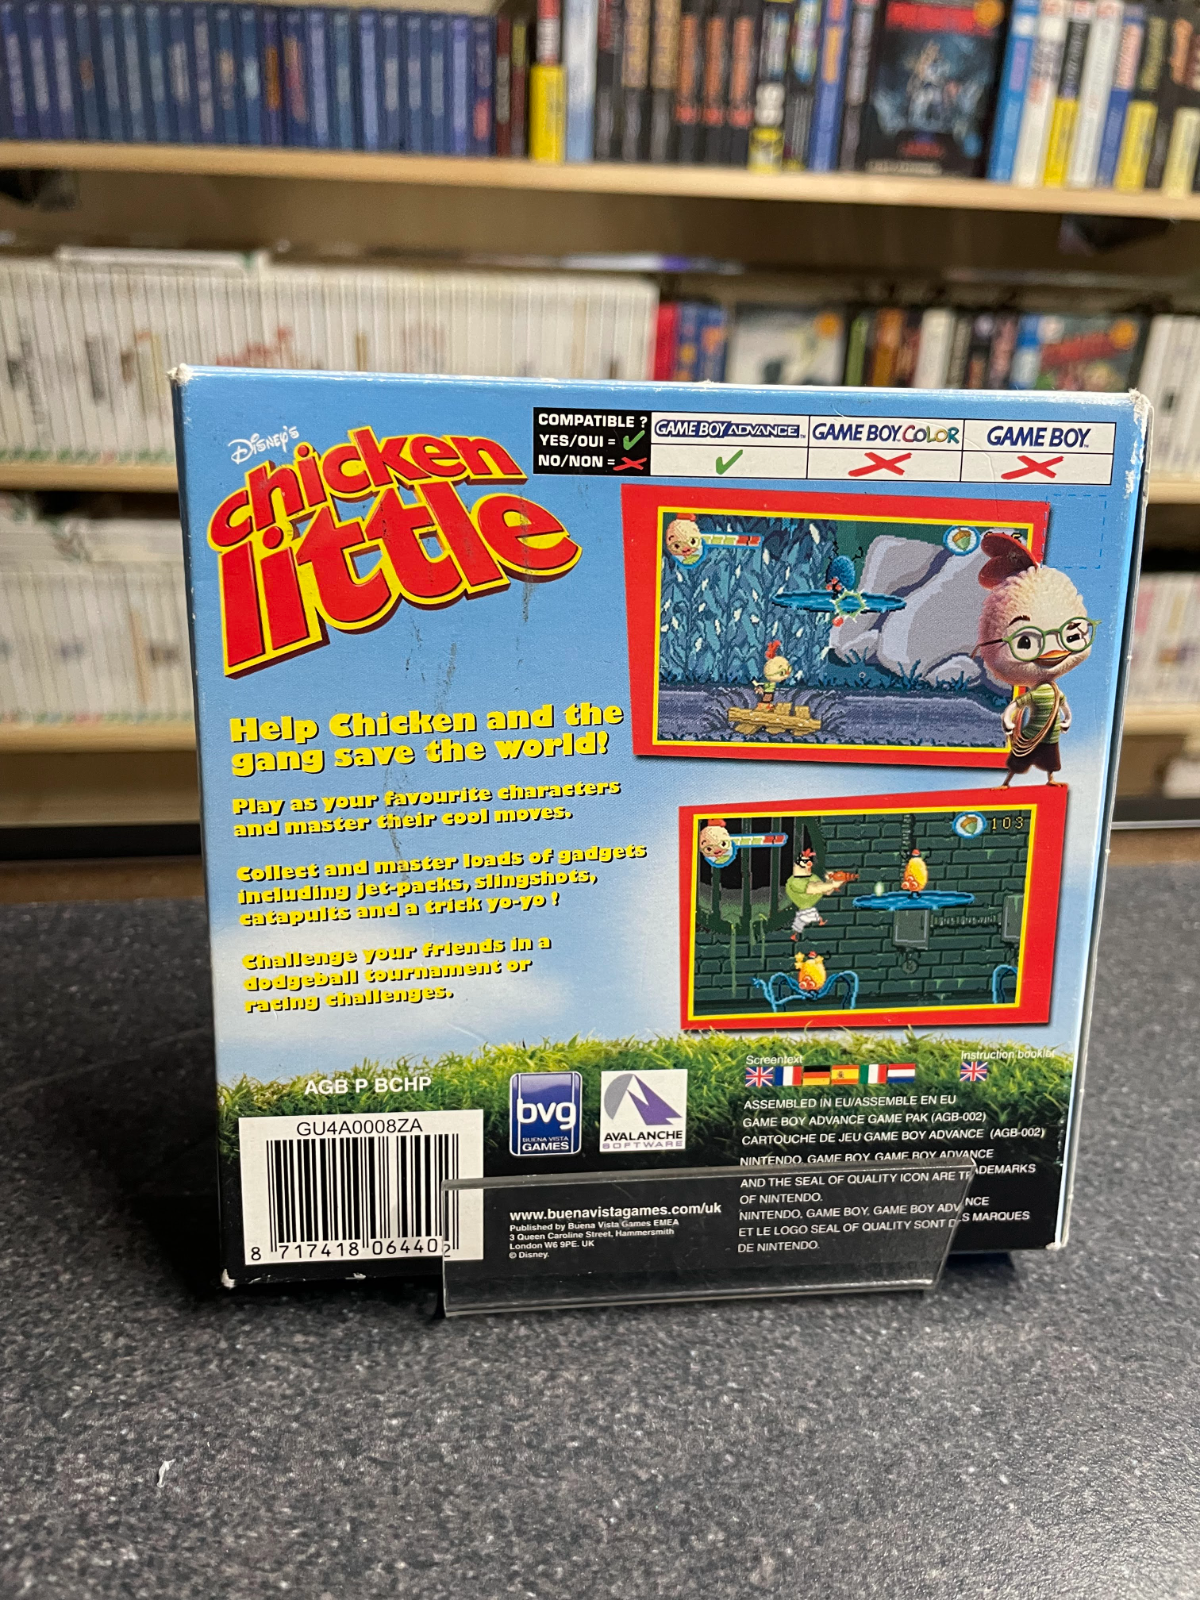 Disney's
chicken
little
COMPATIBLE ?
YES/OUI =
NO/NON =
GAME BOY ADVANCE™
GAME BOY COLOR
GAME BOY™
Help Chicken and the
gang save the world!
Play as your favourite characters
and master their cool moves.
Collect and master loads of gadgets
including jet-packs, slingshots,
catapults and a trick yo-yo !
Challenge your friends in a
dodgeball tournament or
racing challenges.
103
AGB P BCHP
GU4A0008ZA
8 717418 06440
bvg
BUENA VISTA
GAMES
AVALANCHE
SOFTWARE
Screentext
Instruction booklet
ASSEMBLED IN EU/ASSEMBLE EN EU
GAME BOY ADVANCE GAME PAK (AGB-002)
CARTOUCHE DE JEU GAME BOY ADVANCE (AGB-002)
NINTENDO, GAME BOY, GAME BOY ADVANCE
AND THE SEAL OF QUALITY ICON ARE TRADEMARKS
OF NINTENDO.
NINTENDO, GAME BOY, GAME BOY ADVANCE
ET LE LOGO SEAL OF QUALITY SONT DES MARQUES
DE NINTENDO.
www.buenavistagames.com/uk
Published by Buena Vista Games EMEA
3 Queen Caroline Street, Hammersmith
London W6 9PE. UK
© Disney.